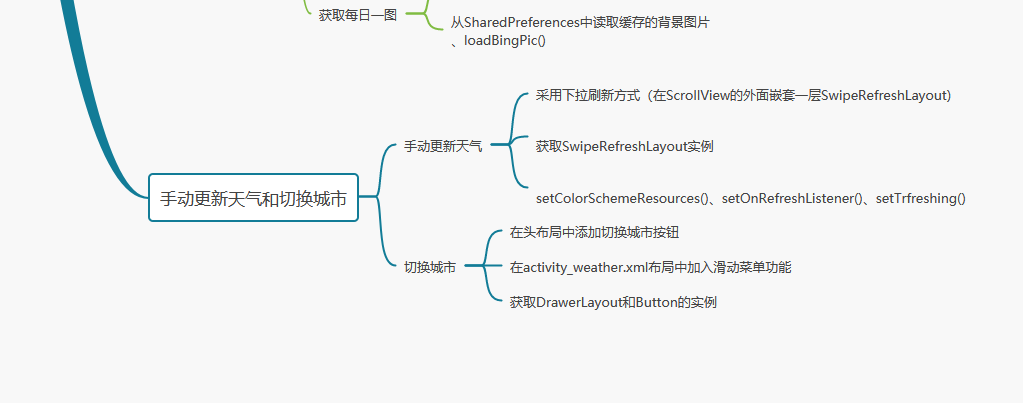 获取每日一图
从SharedPreferences中读取缓存的背景图片
、loadBingPic()
采用下拉刷新方式（在ScrollView的外面嵌套一层SwipeRefreshLayout)
手动更新天气
获取SwipeRefreshLayout实例
手动更新天气和切换城市
setColorSchemeResources()、setOnRefreshListener()、setTrfreshing()
在头布局中添加切换城市按钮
切换城市
在activity_weather.xml布局中加入滑动菜单功能
获取DrawerLayout和Button的实例